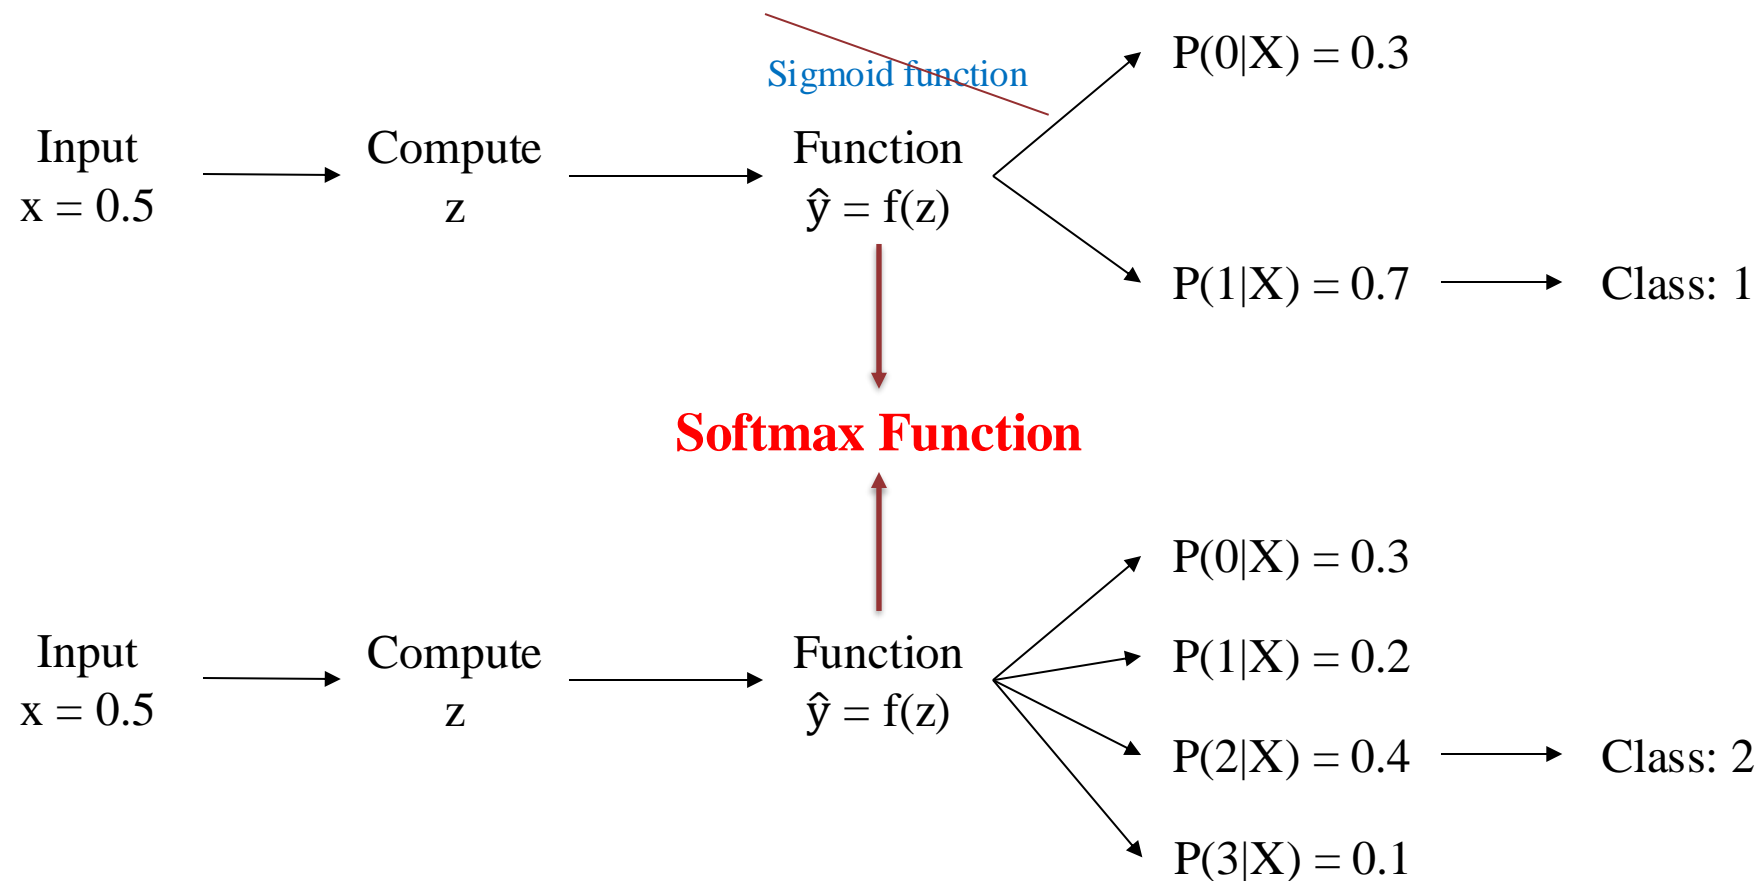 Sigmoid function
P(0|X) = 0.3
Input
x = 0.5
Compute
z
Function
ŷ = f(z)
P(1|X) = 0.7
Class: 1
Softmax Function
P(0|X) = 0.3
Input
x = 0.5
Compute
z
Function
ŷ = f(z)
P(1|X) = 0.2
P(2|X) = 0.4
Class: 2
P(3|X) = 0.1